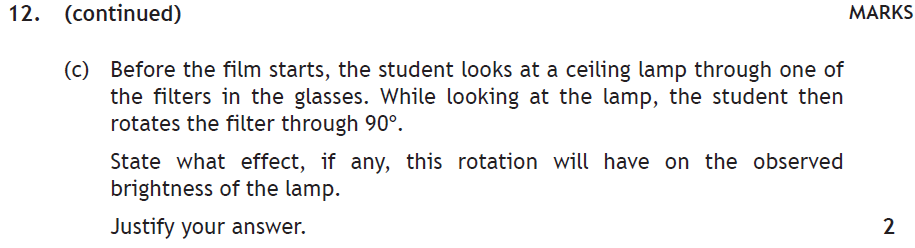 12. (continued) MARKS
(c) Before the film starts, the student looks at a ceiling lamp through one of
the filters in the glasses. While looking at the lamp, the student then
rotates the filter through 90°.
State what effect, if any, this rotation will have on the observed
brightness of the lamp.
Justify your answer. 2